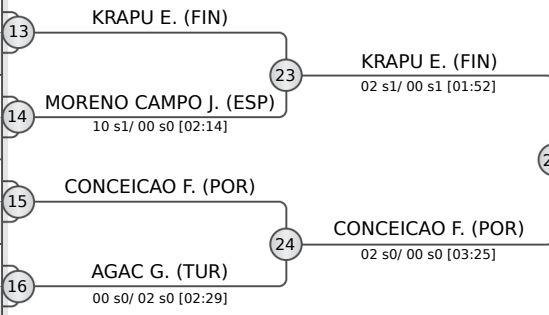 KRAPU E. (FIN)
13
23
KRAPU E. (FIN)
02 s1/ 00 s1 [01:52]
MORENO CAMPO J. (ESP)
14
10 s1/ 00 s0 [02:14]
CONCEICAO F. (POR)
15
24
CONCEICAO F. (POR)
02 s0/ 00 s0 [03:25]
AGAC G. (TUR)
16
00 s0/ 02 s0 [02:29]